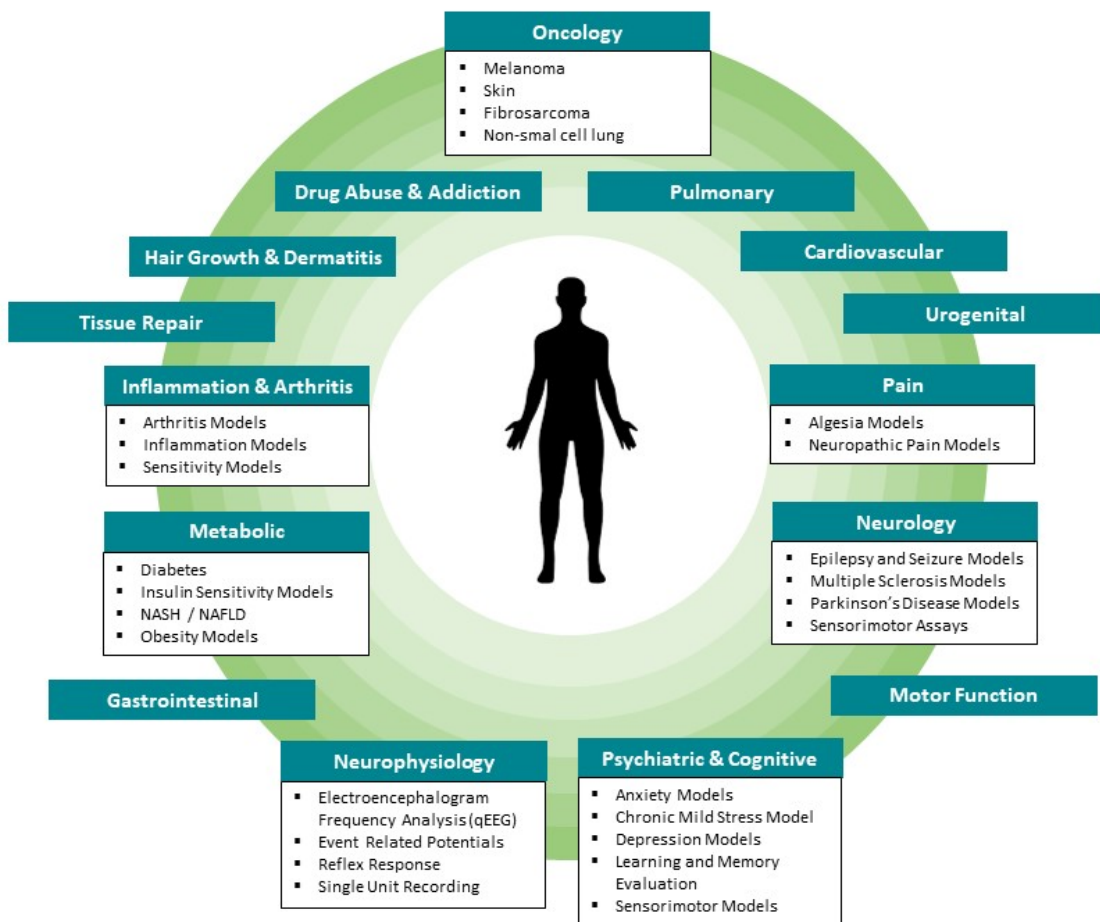 Oncology
▪ Melanoma
▪ Skin
▪ Fibrosarcoma
▪ Non-smal cell lung
Drug Abuse & Addiction
Pulmonary
Hair Growth & Dermatitis
Cardiovascular
Tissue Repair
Urogenital
Inflammation & Arthritis
▪ Arthritis Models
▪ Inflammation Models
▪ Sensitivity Models
Pain
▪ Algesia Models
▪ Neuropathic Pain Models
Metabolic
▪ Diabetes
▪ Insulin Sensitivity Models
▪ NASH / NAFLD
▪ Obesity Models
Neurology
▪ Epilepsy and Seizure Models
▪ Multiple Sclerosis Models
▪ Parkinson’s Disease Models
▪ Sensorimotor Assays
Gastrointestinal
Motor Function
Neurophysiology
▪ Electroencephalogram
Frequency Analysis (qEEG)
▪ Event Related Potentials
▪ Reflex Response
▪ Single Unit Recording
Psychiatric & Cognitive
▪ Anxiety Models
▪ Chronic Mild Stress Model
▪ Depression Models
▪ Learning and Memory
Evaluation
▪ Sensorimotor Models